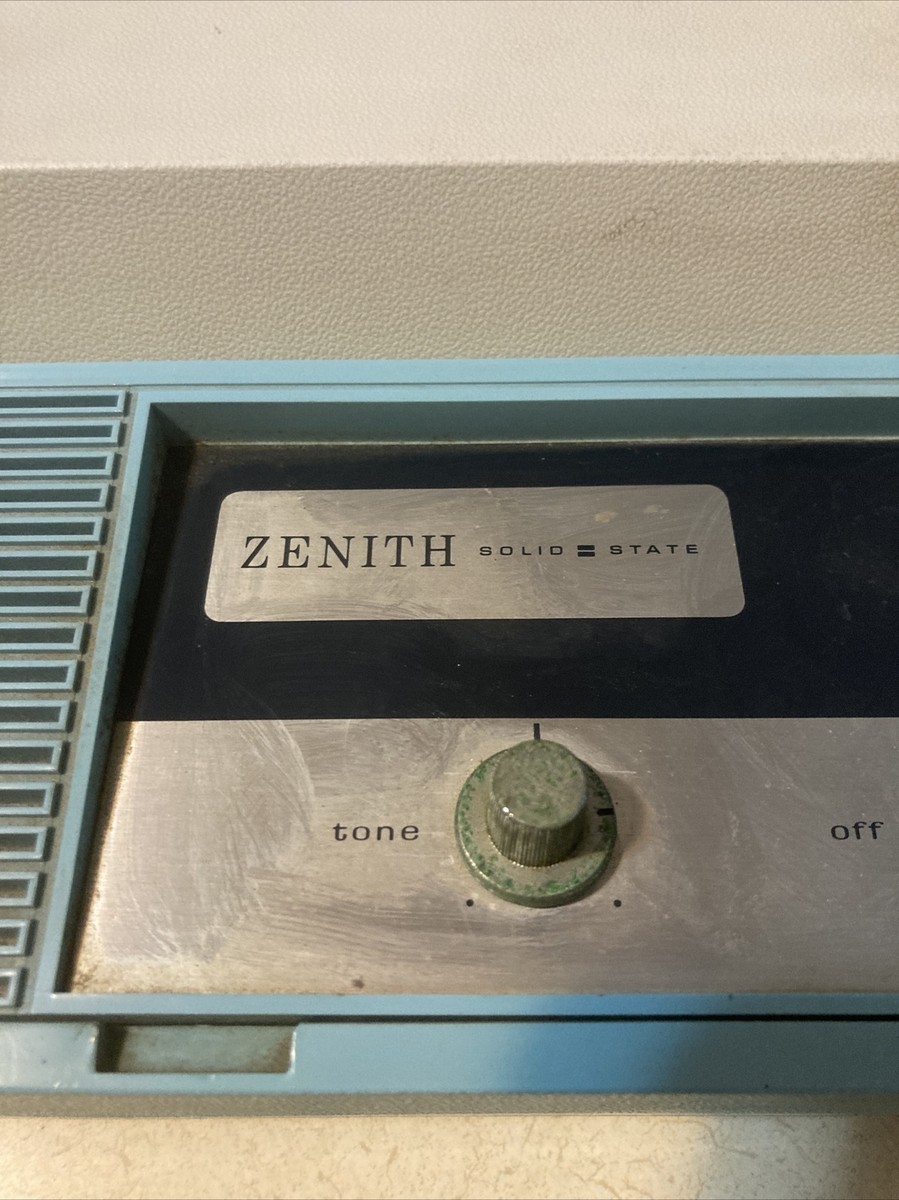 ZENITH SOLID STATE
tone off